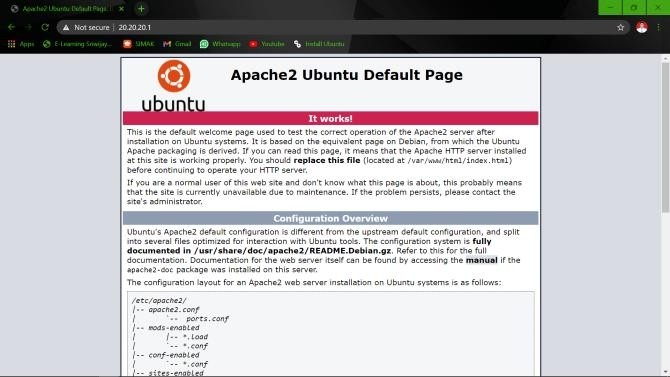 Apache2 Ubuntu Default Page: I
Not secure | 20.20.20.1
Apps E-Learning Sriwijay... SIMAK Gmail Whatsapp Youtube Install Ubuntu
Apache2 Ubuntu Default Page
ubuntu
It works!
This is the default welcome page used to test the correct operation of the Apache2 server after
installation on Ubuntu systems. It is based on the equivalent page on Debian, from which the Ubuntu
Apache packaging is derived. If you can read this page, it means that the Apache HTTP server installed
at this site is working properly. You should replace this file (located at /var/www/html/index.html)
before continuing to operate your HTTP server.
If you are a normal user of this web site and don't know what this page is about, this probably means
that the site is currently unavailable due to maintenance. If the problem persists, please contact the
site's administrator.
Configuration Overview
Ubuntu's Apache2 default configuration is different from the upstream default configuration, and split
into several files optimized for interaction with Ubuntu tools. The configuration system is fully
documented in /usr/share/doc/apache2/README.Debian.gz. Refer to this for the full
documentation. Documentation for the web server itself can be found by accessing the manual if the
apache2-doc package was installed on this server.
The configuration layout for an Apache2 web server installation on Ubuntu systems is as follows:
/etc/apache2/
|-- apache2.conf
|       `-- ports.conf
|-- mods-enabled
|       |-- *.load
|       `-- *.conf
|-- conf-enabled
|       `-- *.conf
|-- sites-enabled